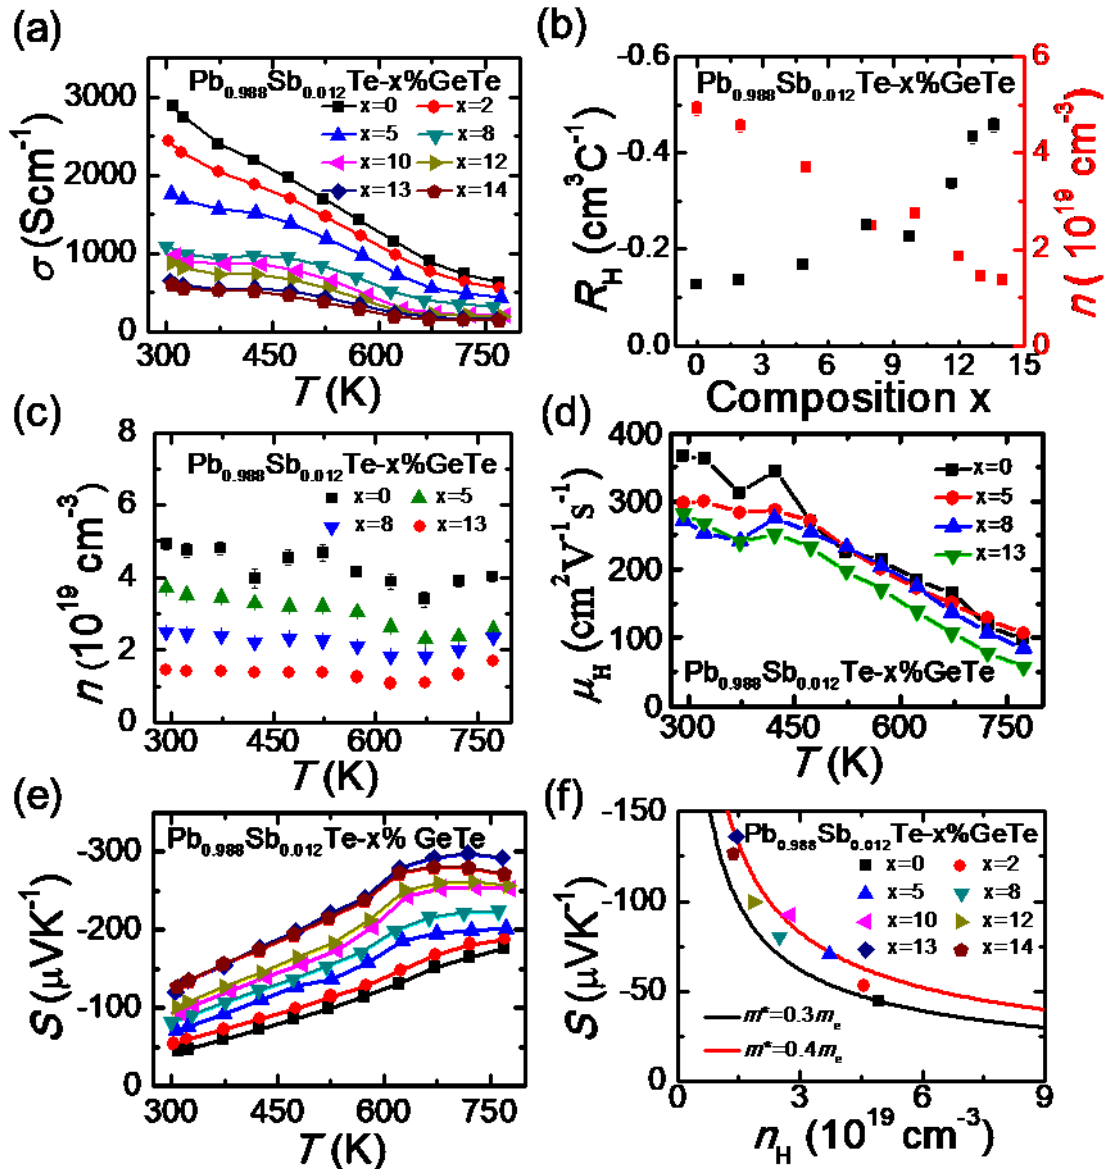 (a)
Pb0.988Sb0.012Te-x%GeTe
x=0 x=2
x=5 x=8
x=10 x=12
x=13 x=14
3000
2000
1000
0
σ (Scm-1)
300 450 600 750
T (K)
(b)
Pb0.988Sb0.012Te-x%GeTe
-0.6
-0.4
-0.2
0.0
RH (cm3C-1)
6
4
2
0
n (1019 cm-3)
0 3 6 9 12 15
Composition x
(c)
Pb0.988Sb0.012Te-x%GeTe
x=0 x=5
x=8 x=13
8
6
4
2
0
n (1019 cm-3)
300 450 600 750
T (K)
(d)
x=0
x=5
x=8
x=13
400
300
200
100
0
μH (cm2V-1s-1)
Pb0.988Sb0.012Te-x%GeTe
300 450 600 750
T (K)
(e)
Pb0.988Sb0.012Te-x% GeTe
-300
-200
-100
0
S (μVK-1)
300 450 600 750
T (K)
(f)
Pb0.988Sb0.012Te-x%GeTe
x=0 x=2
x=5 x=8
x=10 x=12
x=13 x=14
-150
-100
-50
0
S (μVK-1)
m*=0.3me
m*=0.4me
0 3 6 9
nH (1019 cm-3)